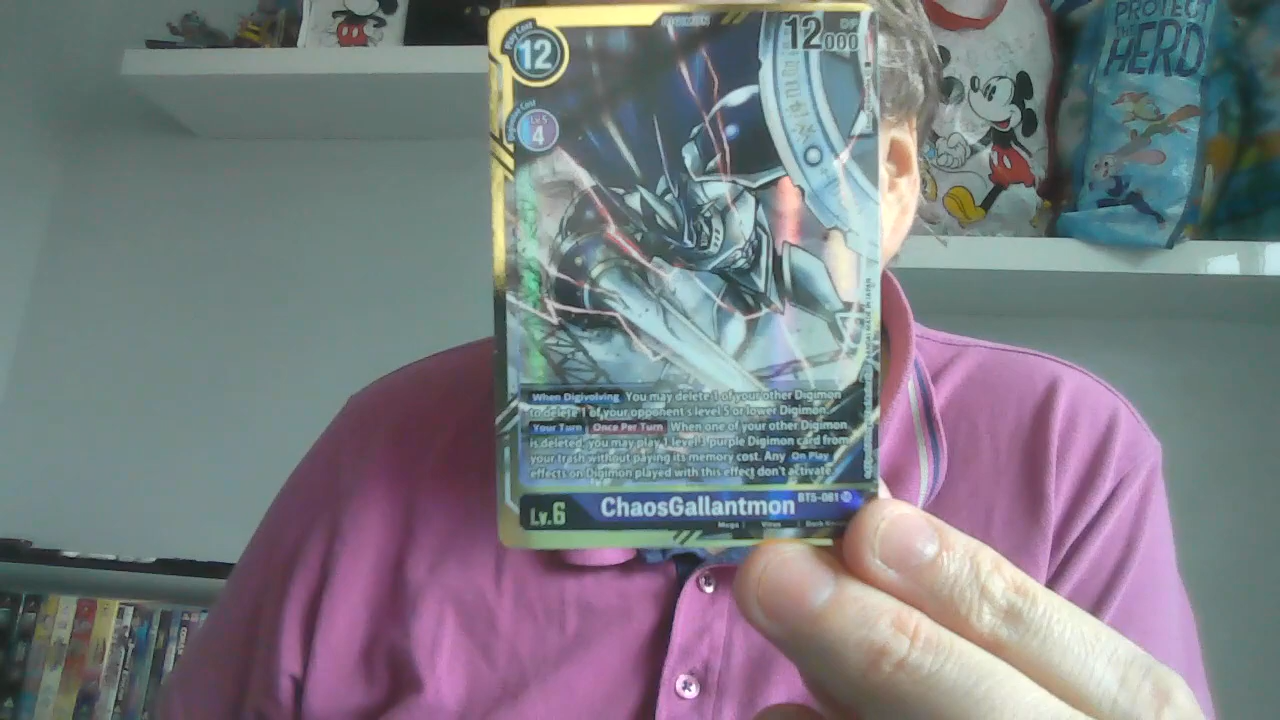 Play Cost
12
DP
12000
Lv.5
4
When Digivolving You may delete 1 of your other Digimon
to delete 1 of your opponent's level 5 or lower Digimon.
Your Turn Once Per Turn When one of your other Digimon
is deleted, you may play 1 level 3 purple Digimon card from
your trash without paying its memory cost. Any On Play
effects on Digimon played with this effect don't activate.
Lv.6
ChaosGallantmon
BT5-081
Mega Virus Dark
PROTECT
THE
HERD